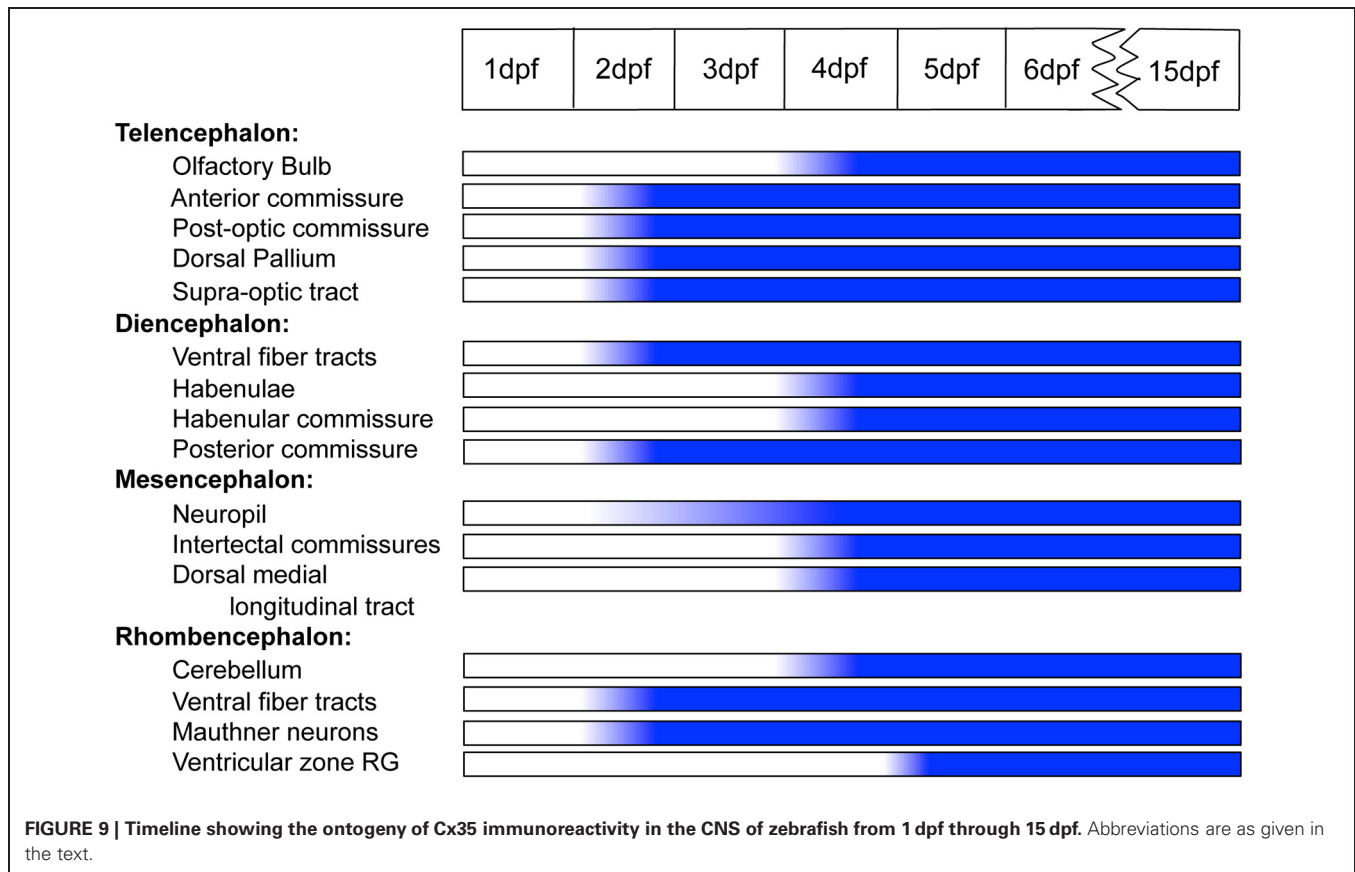 1dpf 2dpf 3dpf 4dpf 5dpf 6dpf 15dpf
Telencephalon:
Olfactory Bulb
Anterior commissure
Post-optic commissure
Dorsal Pallium
Supra-optic tract
Diencephalon:
Ventral fiber tracts
Habenulae
Habenular commissure
Posterior commissure
Mesencephalon:
Neuropil
Intertectal commissures
Dorsal medial
longitudinal tract
Rhombencephalon:
Cerebellum
Ventral fiber tracts
Mauthner neurons
Ventricular zone RG
FIGURE 9 | Timeline showing the ontogeny of Cx35 immunoreactivity in the CNS of zebrafish from 1 dpf through 15 dpf. Abbreviations are as given in
the text.